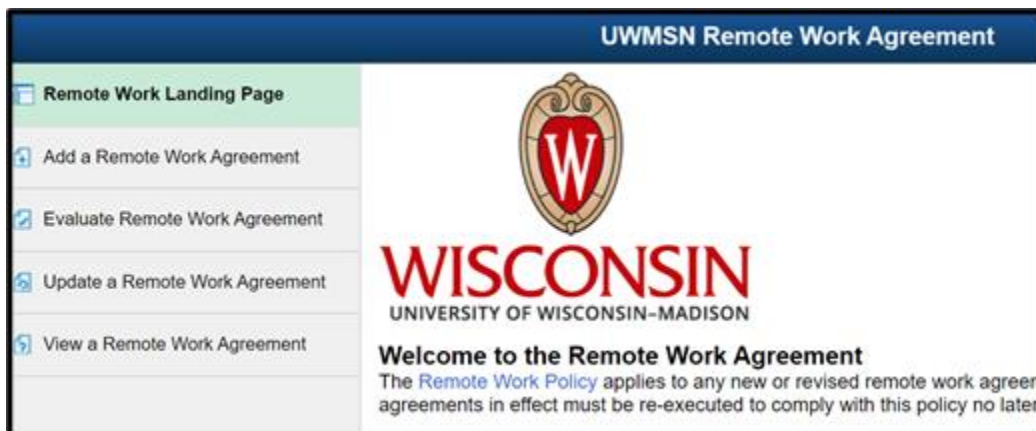 UWMSN Remote Work Agreement
Remote Work Landing Page
Add a Remote Work Agreement
Evaluate Remote Work Agreement
Update a Remote Work Agreement
View a Remote Work Agreement
W
WISCONSIN
UNIVERSITY OF WISCONSIN–MADISON
Welcome to the Remote Work Agreement
The Remote Work Policy applies to any new or revised remote work
agreements in effect must be re-executed to comply with this policy no later